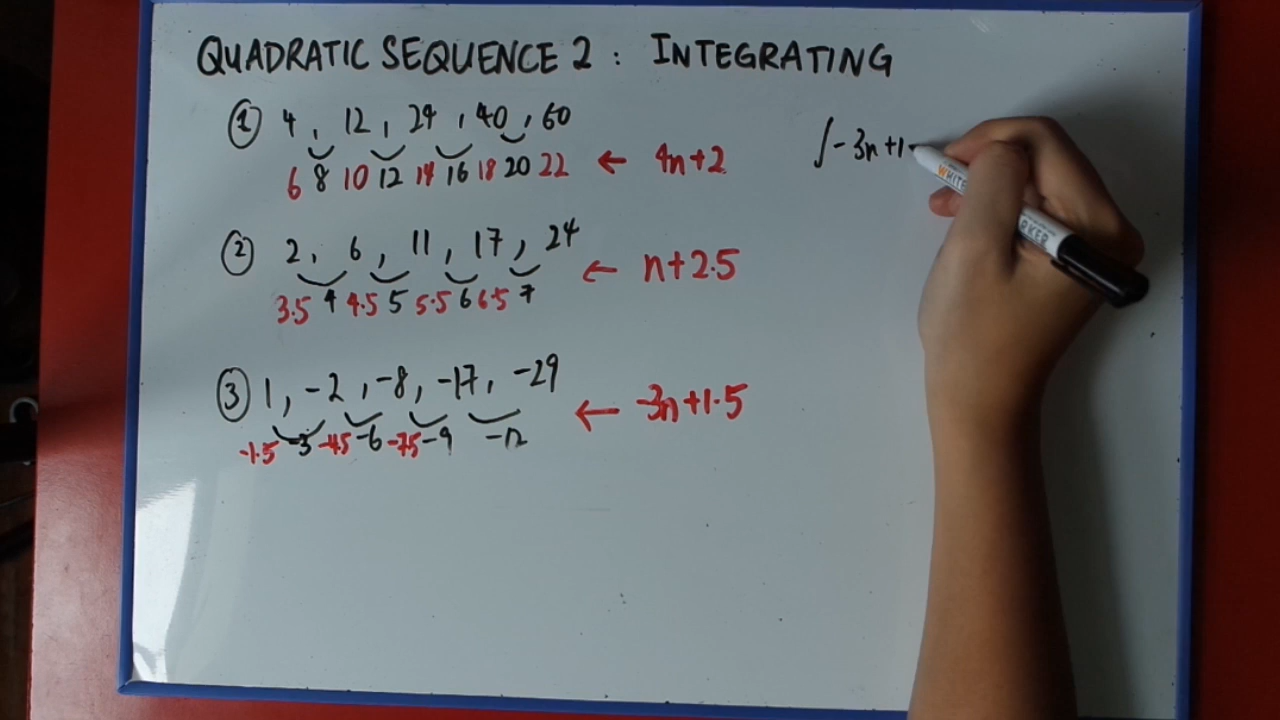 QUADRATIC SEQUENCE 2 : INTEGRATING
① 4, 12, 24, 40, 60
6 8 10 12 14 16 18 20 22 ← 4n+2
∫-3n+1
WHITE
RKER
② 2, 6, 11, 17, 24
3.5 4 4.5 5 5.5 6 6.5 7 ← n+2.5
③ 1, -2, -8, -17, -29
-1.5 -3 -4.5 -6 -7.5 -9 -12 ← -3n+1.5